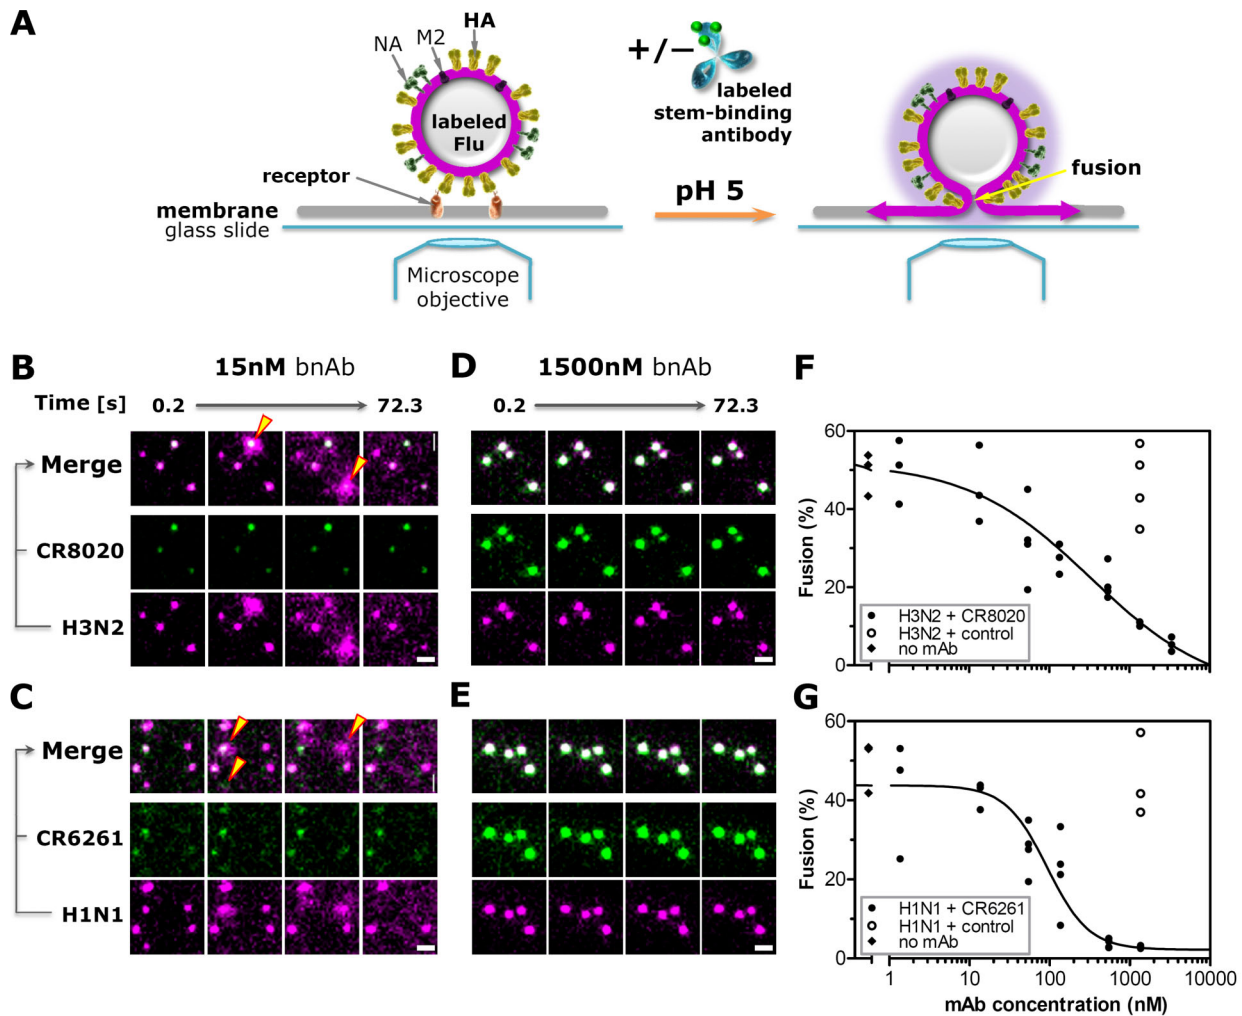 A
NA
M2
HA
labeled
Flu
receptor
membrane
glass slide
Microscope
objective
+/−
labeled
stem-binding
antibody
pH 5
fusion
B
15nM bnAb
Time [s]
0.2
72.3
Merge
CR8020
H3N2
C
Merge
CR6261
H1N1
D
1500nM bnAb
0.2
72.3
E
F
60
40
20
0
Fusion (%)
H3N2 + CR8020
H3N2 + control
no mAb
G
60
40
20
0
Fusion (%)
H1N1 + CR6261
H1N1 + control
no mAb
1
10
100
1000
10000
mAb concentration (nM)